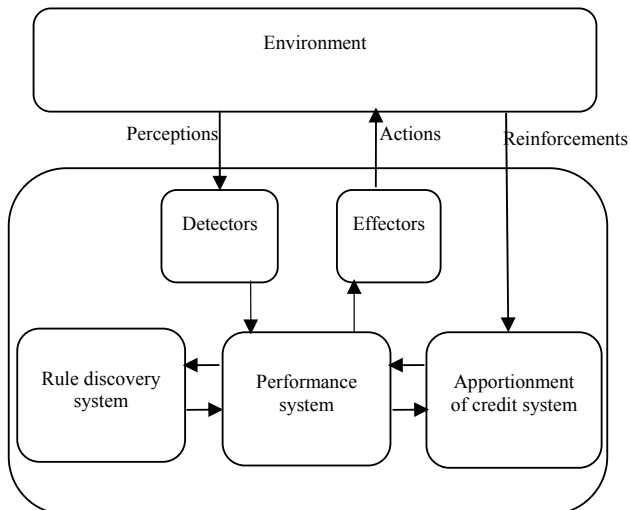 Environment
Perceptions
Actions
Reinforcements
Detectors
Effectors
Rule discovery
system
Performance
system
Apportionment
of credit system